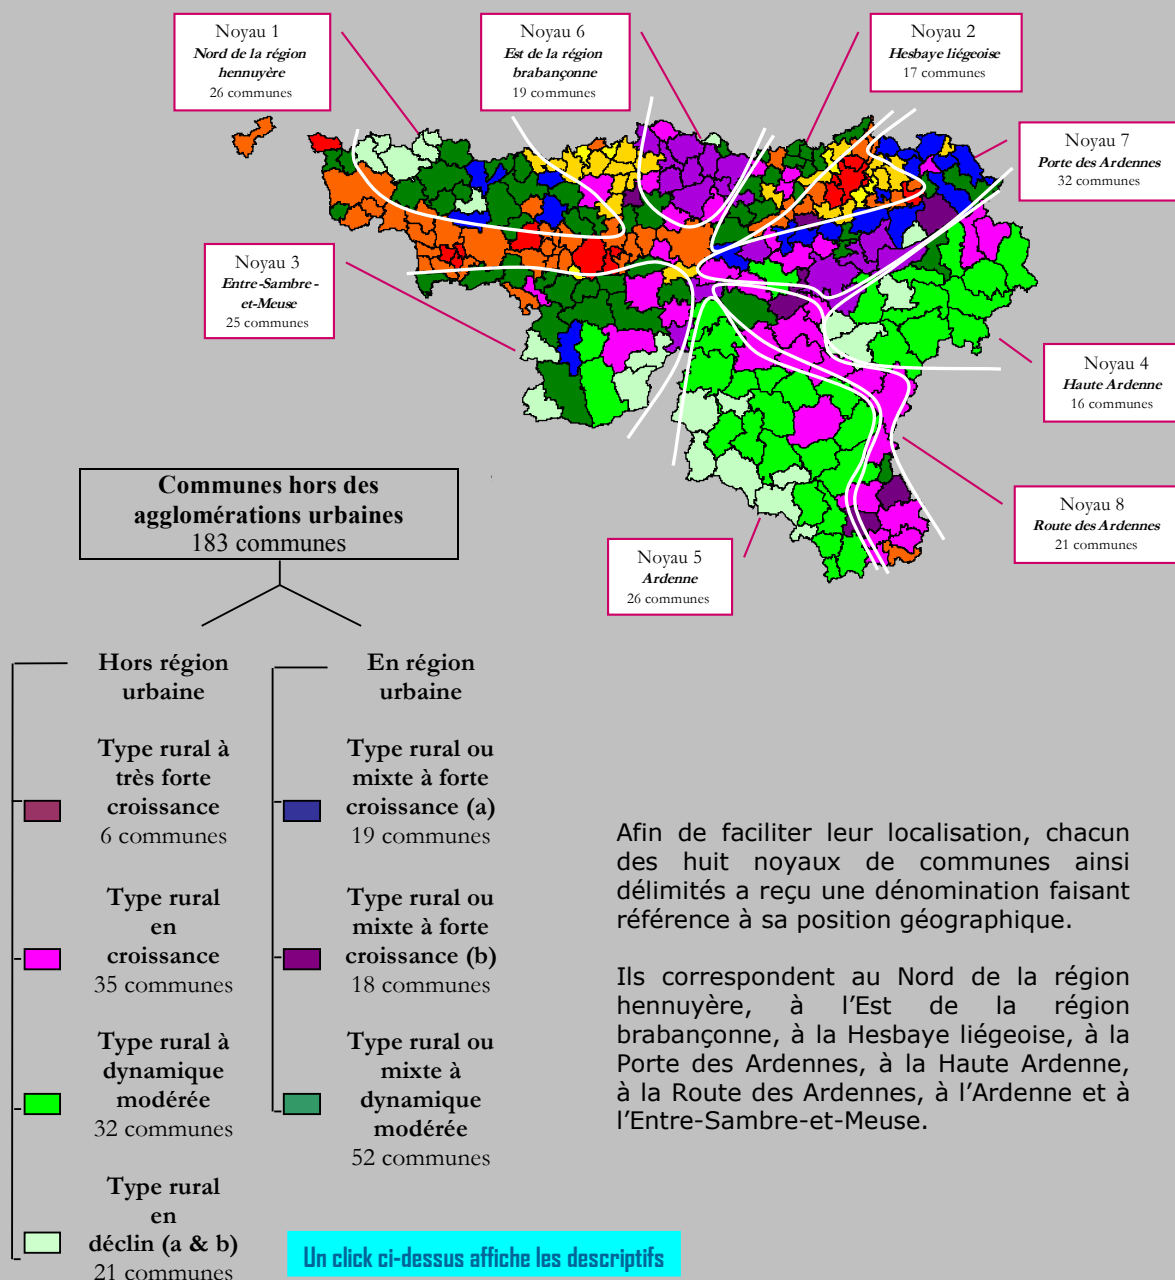 Noyau 1
Nord de la région
hennuyère
26 communes
Noyau 6
Est de la région
brabançonne
19 communes
Noyau 2
Hesbaye liégeoise
17 communes
Noyau 7
Porte des Ardennes
32 communes
Noyau 3
Entre-Sambre-
et-Meuse
25 communes
Noyau 4
Haute Ardenne
16 communes
Noyau 8
Route des Ardennes
21 communes
Noyau 5
Ardenne
26 communes
Communes hors des
agglomérations urbaines
183 communes
Hors région
urbaine
Type rural à
très forte
croissance
6 communes
Type rural
en
croissance
35 communes
Type rural à
dynamique
modérée
32 communes
Type rural
en
déclin (a & b)
21 communes
En région
urbaine
Type rural ou
mixte à forte
croissance (a)
19 communes
Type rural ou
mixte à forte
croissance (b)
18 communes
Type rural ou
mixte à
dynamique
modérée
52 communes
Afin de faciliter leur localisation, chacun
des huit noyaux de communes ainsi
délimités a reçu une dénomination faisant
référence à sa position géographique.
Ils correspondent au Nord de la région
hennuyère, à l'Est de la région
brabançonne, à la Hesbaye liégeoise, à la
Porte des Ardennes, à la Haute Ardenne,
à la Route des Ardennes, à l'Ardenne et à
l'Entre-Sambre-et-Meuse.
Un click ci-dessus affiche les descriptifs